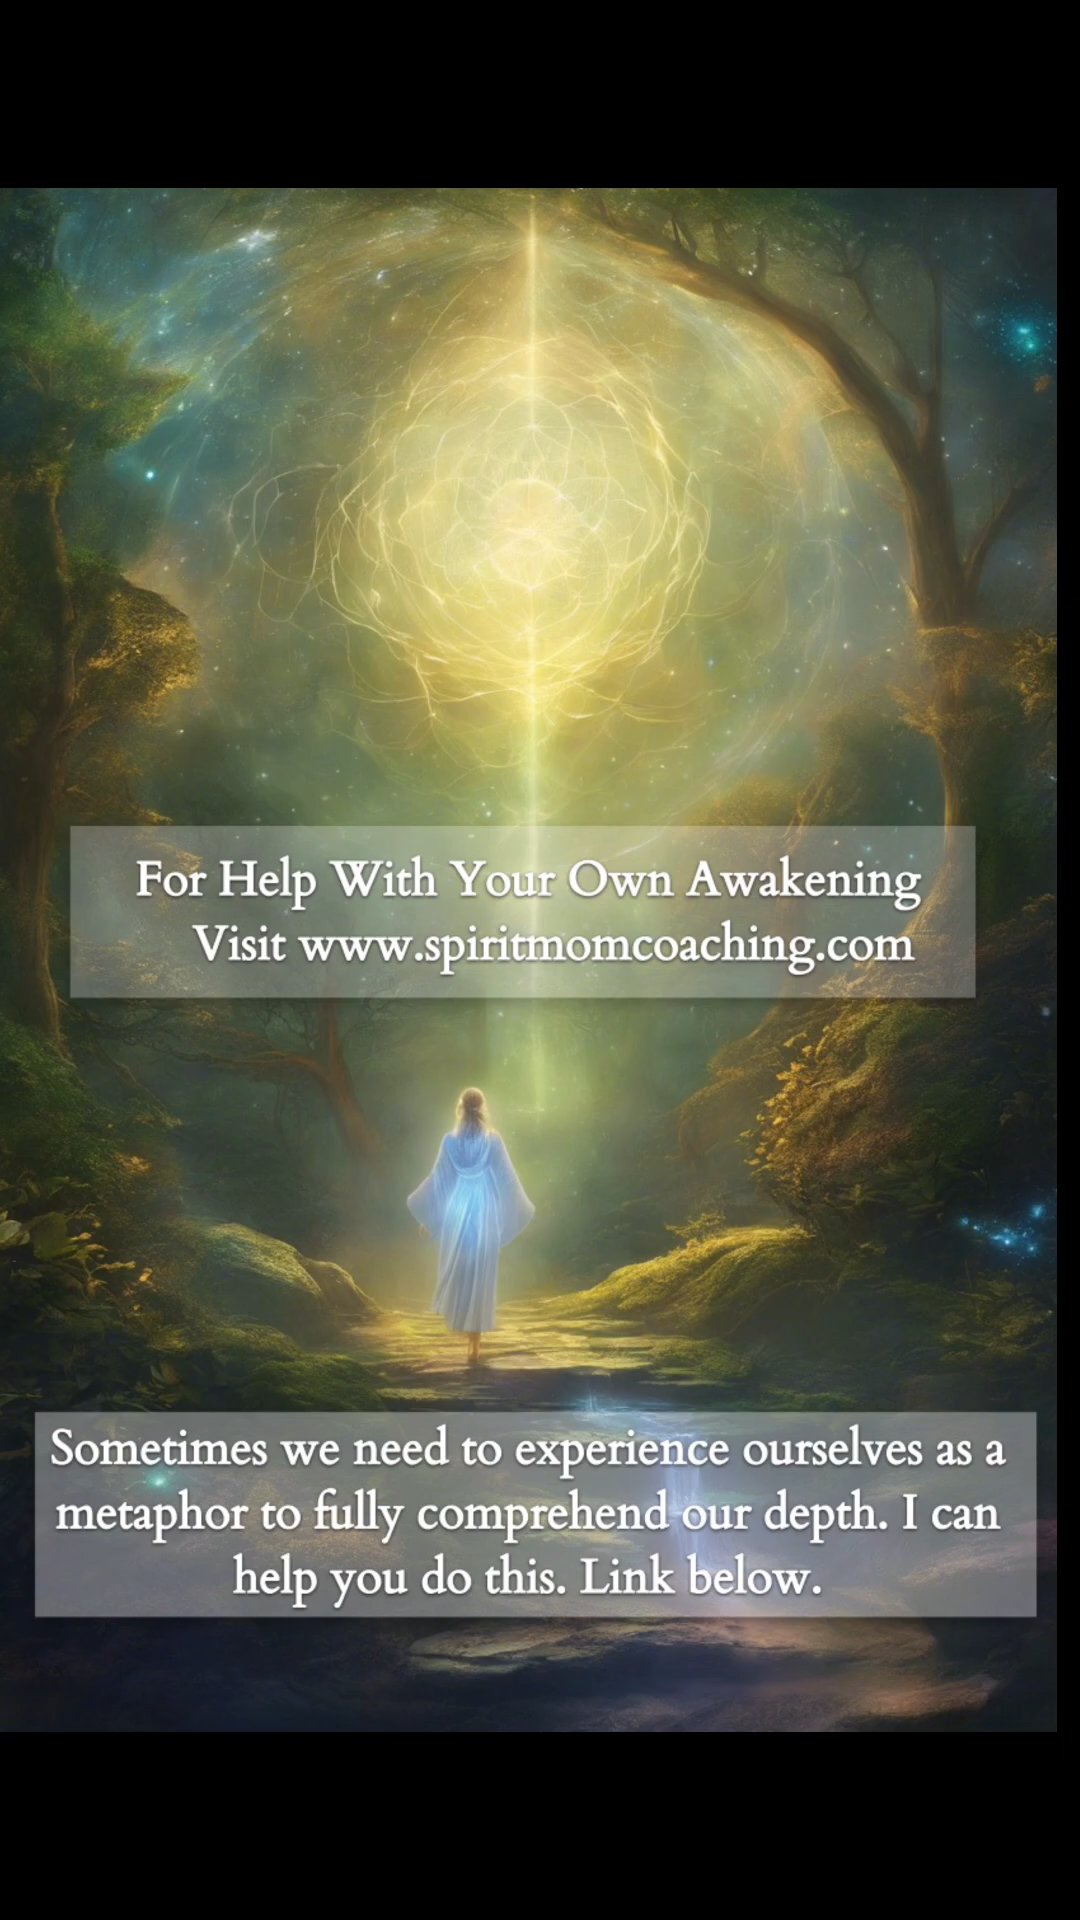 For Help With Your Own Awakening
Visit www.spiritmomcoaching.com
Sometimes we need to experience ourselves as a
metaphor to fully comprehend our depth. I can
help you do this. Link below.